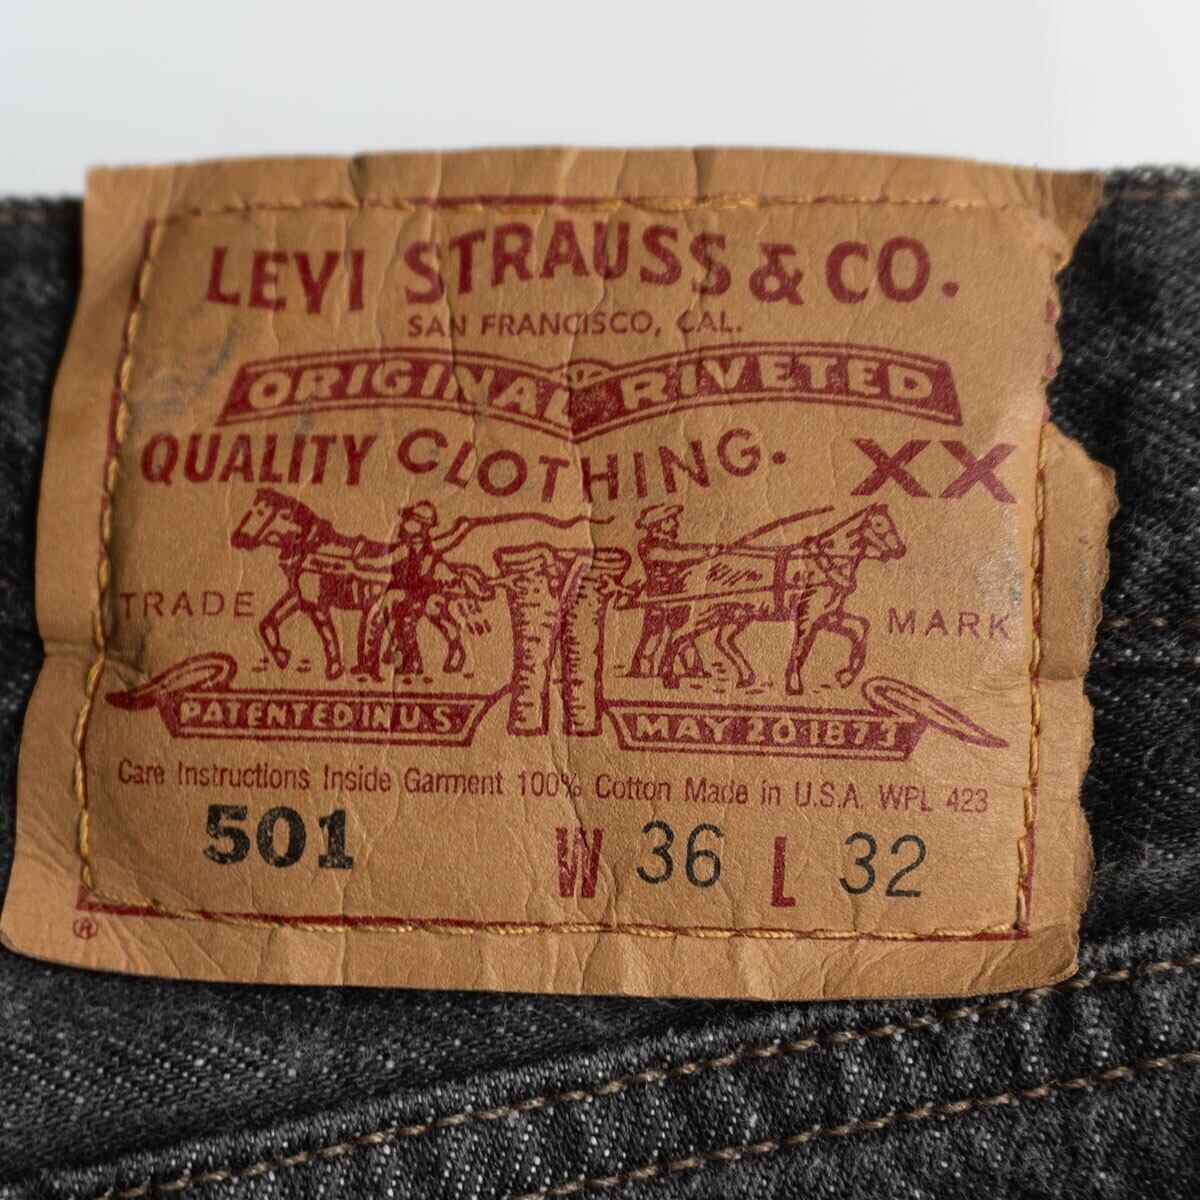 LEVI STRAUSS & CO.
SAN FRANCISCO, CAL.
ORIGINAL RIVETED
QUALITY CLOTHING. XX
TRADE MARK
PATENTED IN U.S. MAY 20 1873
Care Instructions Inside Garment 100% Cotton Made in U.S.A. WPL 423
501 W 36 L 32
®